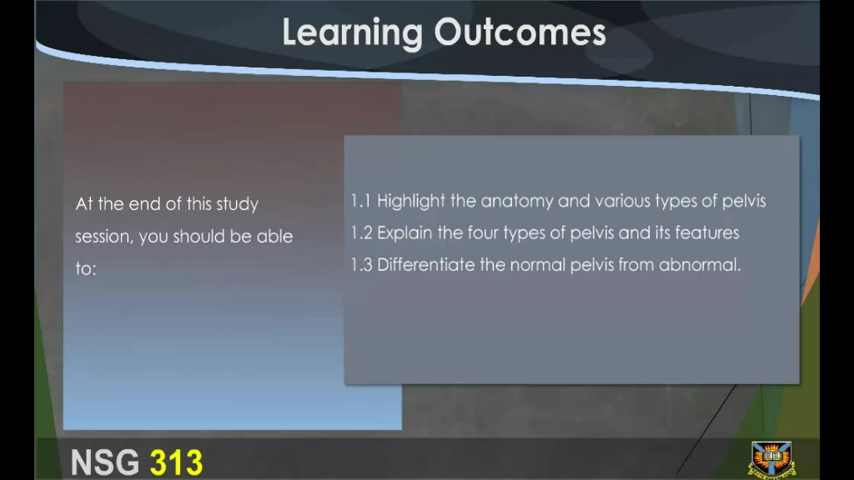 Learning Outcomes
At the end of this study
session, you should be able
to:
1.1 Highlight the anatomy and various types of pelvis
1.2 Explain the four types of pelvis and its features
1.3 Differentiate the normal pelvis from abnormal.
NSG 313